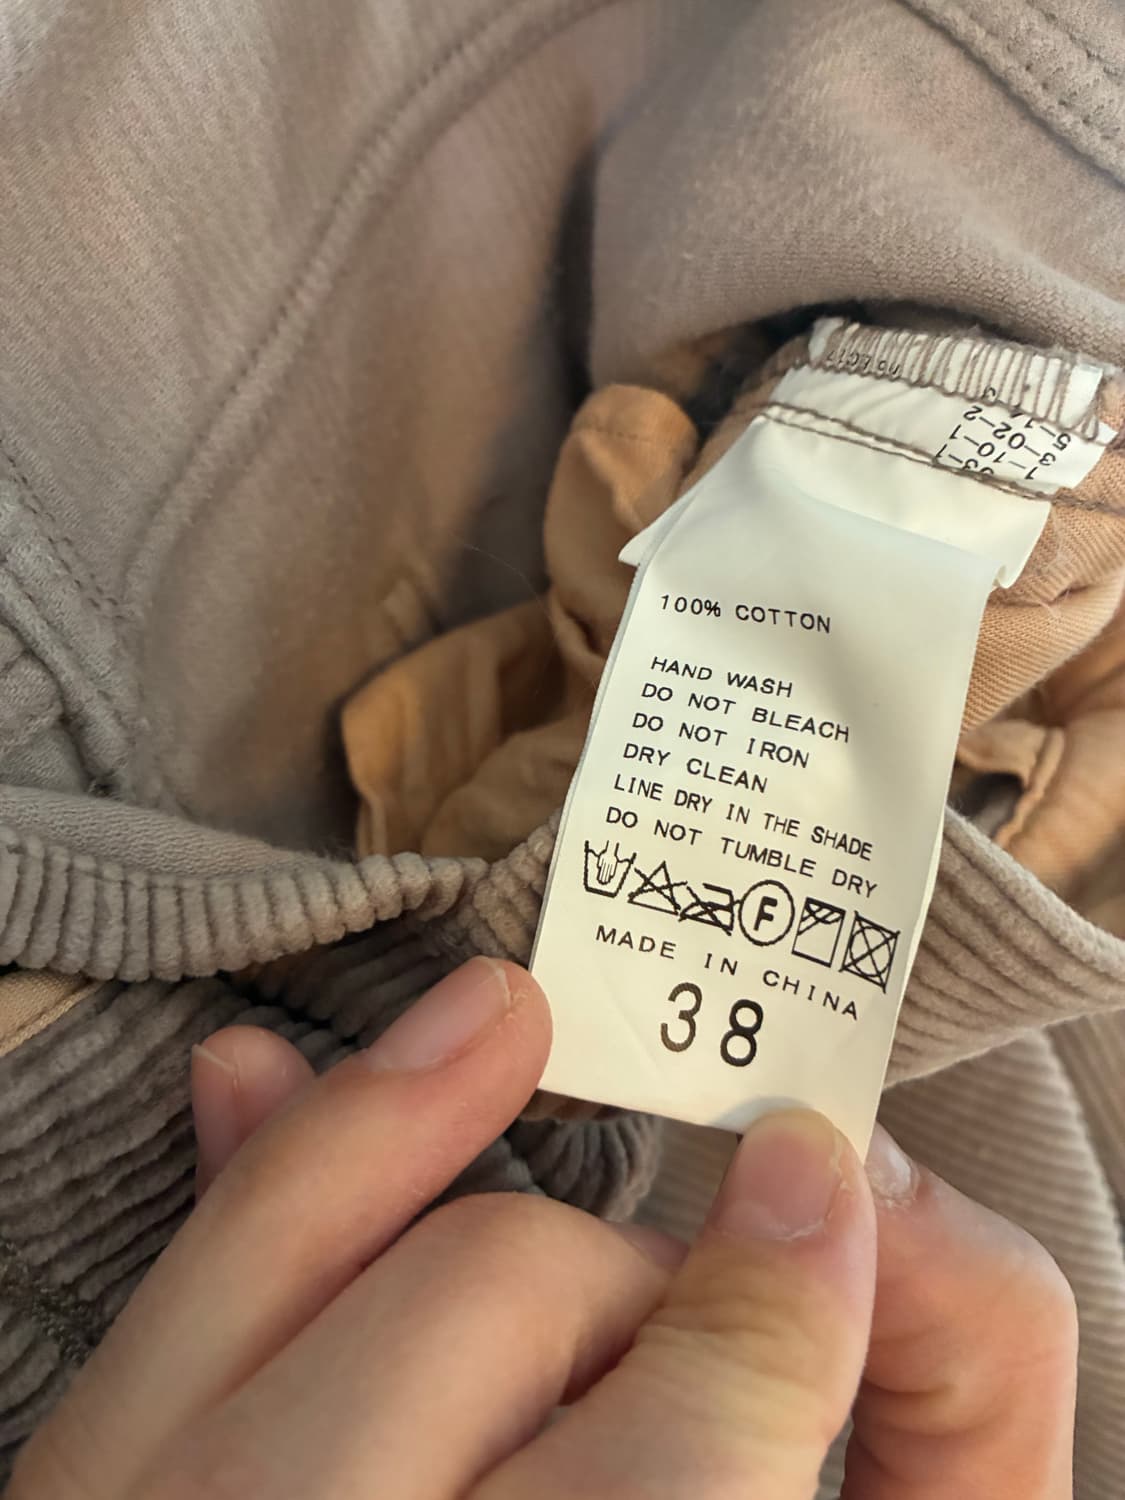 100% COTTON
HAND WASH
DO NOT BLEACH
DO NOT IRON
DRY CLEAN
LINE DRY IN THE SHADE
DO NOT TUMBLE DRY
F
MADE IN CHINA
38